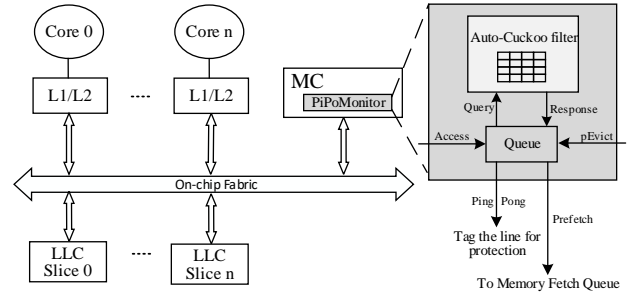 Core 0
Core n
L1/L2
L1/L2
MC
PiPoMonitor
On-chip Fabric
LLC
Slice 0
LLC
Slice n
Auto-Cuckoo filter
Query
Response
Access
Queue
pEvict
Ping Pong
Prefetch
Tag the line for
protection
To Memory Fetch Queue